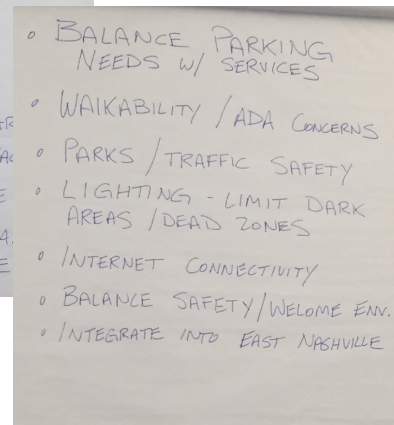 • BALANCE PARKING
NEEDS W/ SERVICES
• WALKABILITY / ADA CONCERNS
• PARKS / TRAFFIC SAFETY
• LIGHTING - LIMIT DARK
AREAS / DEAD ZONES
• INTERNET CONNECTIVITY
• BALANCE SAFETY/WELOME ENV.
• INTEGRATE INTO EAST NASHVILLE